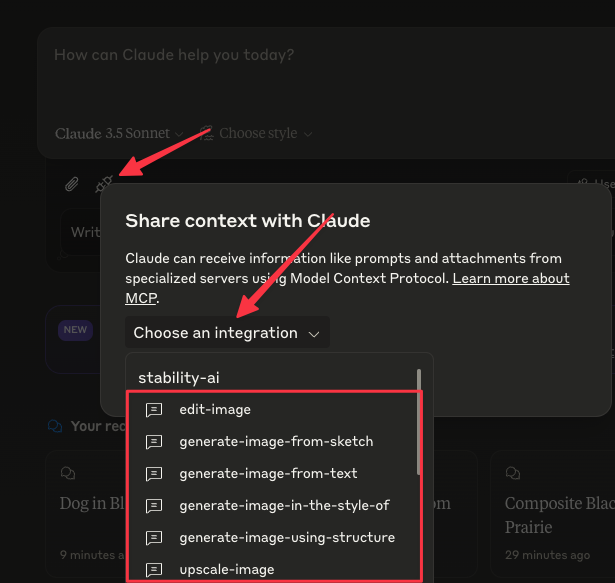 How can Claude help you today?
Claude 3.5 Sonnet
Choose style
Use
Writ
Share context with Claude
Claude can receive information like prompts and attachments from
specialized servers using Model Context Protocol. Learn more about
MCP.
Choose an integration
NEW
stability-ai
edit-image
generate-image-from-sketch
generate-image-from-text
generate-image-in-the-style-of
generate-image-using-structure
upscale-image
Your rec
Dog in Bl
9 minutes a
om
Composite Blac
Prairie
29 minutes ago